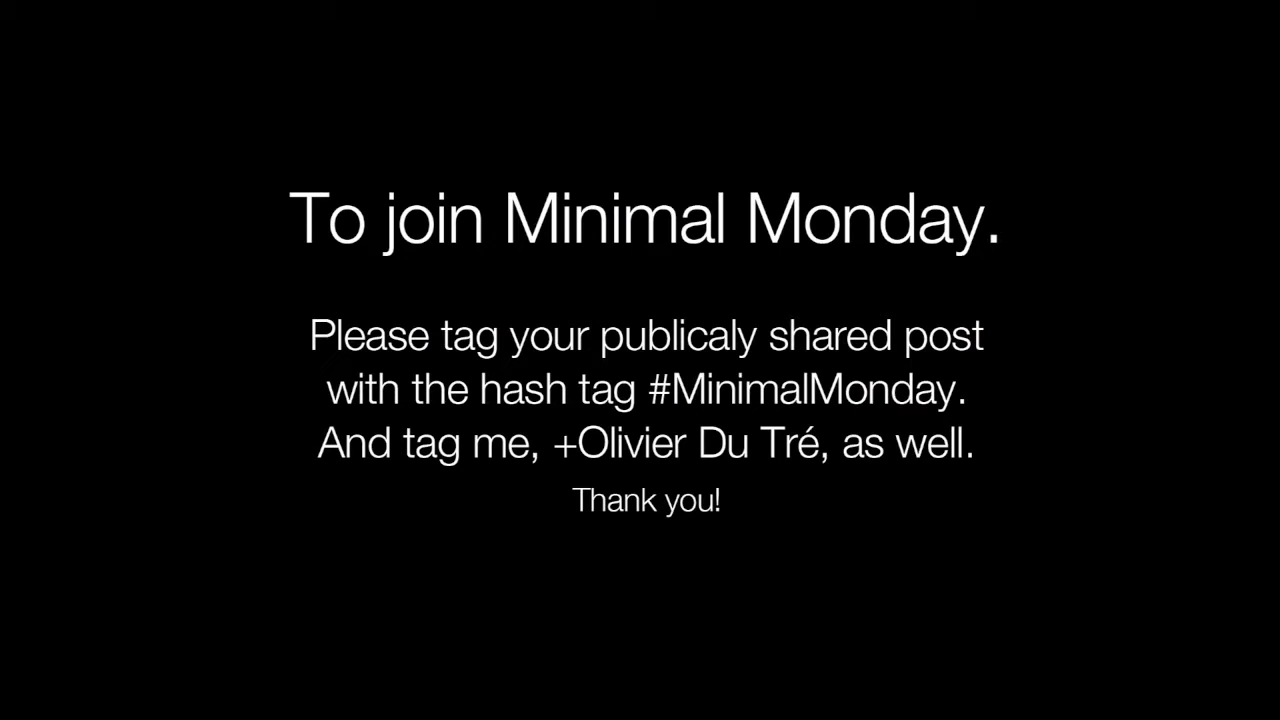 To join Minimal Monday.
Please tag your publicaly shared post
with the hash tag #MinimalMonday.
And tag me, +Olivier Du Tré, as well.
Thank you!